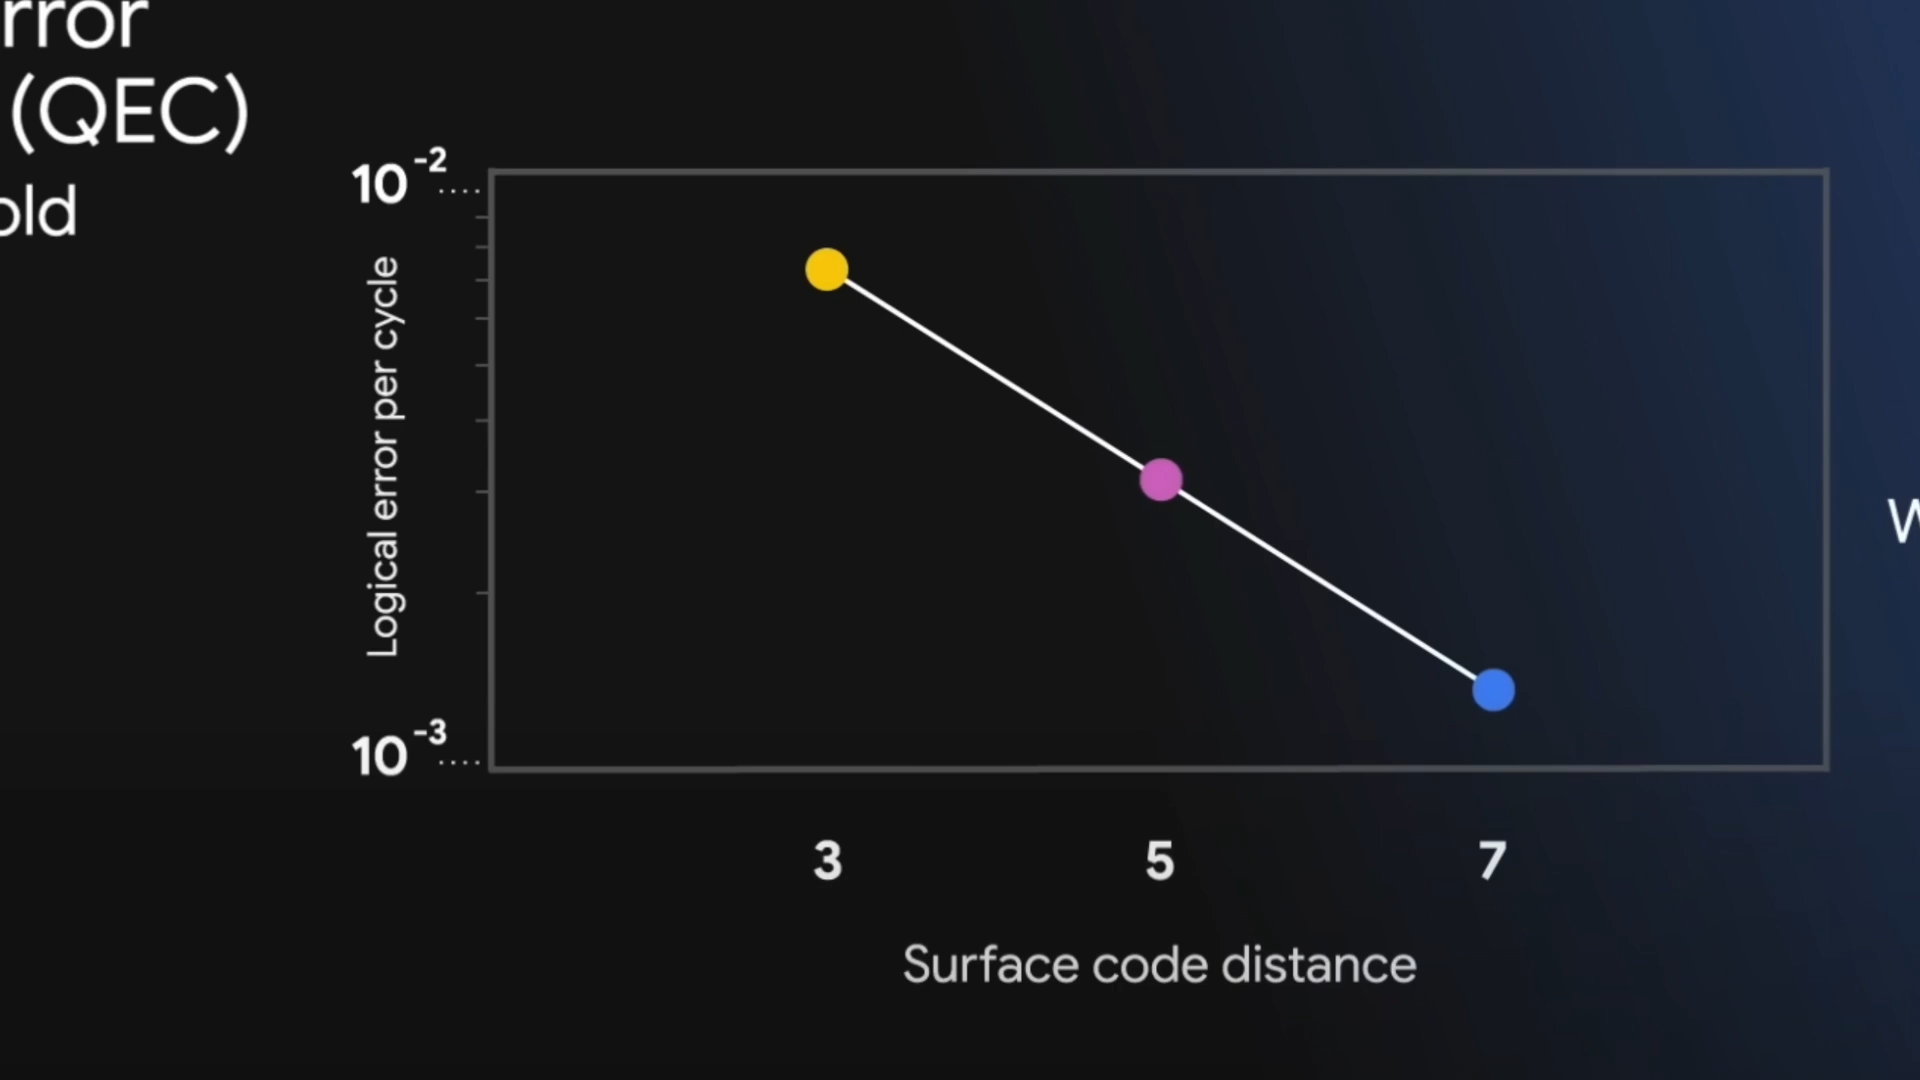 rror
(QEC)
old
10⁻²
Logical error per cycle
10⁻³
3 5 7
Surface code distance
W